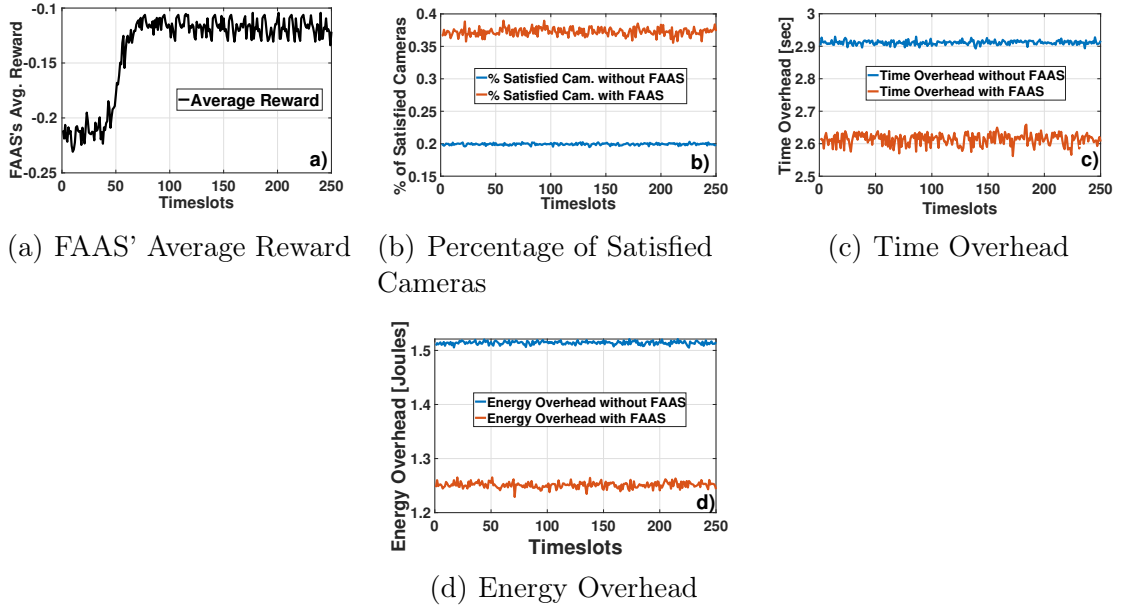 -0.1
-0.15
-0.2
-0.25
FAAS's Avg. Reward
Average Reward
a)
0 50 100 150 200 250
Timeslots
0.4
0.35
0.3
0.25
0.2
0.15
% of Satisfied Cameras
% Satisfied Cam. without FAAS
% Satisfied Cam. with FAAS
b)
0 50 100 150 200 250
Timeslots
3
2.9
2.8
2.7
2.6
2.5
Time Overhead [sec]
Time Overhead without FAAS
Time Overhead with FAAS
c)
0 50 100 150 200 250
Timeslots
(a) FAAS' Average Reward
(b) Percentage of Satisfied
Cameras
(c) Time Overhead
1.5
1.4
1.3
1.2
Energy Overhead [Joules]
Energy Overhead without FAAS
Energy Overhead with FAAS
d)
0 50 100 150 200 250
Timeslots
(d) Energy Overhead